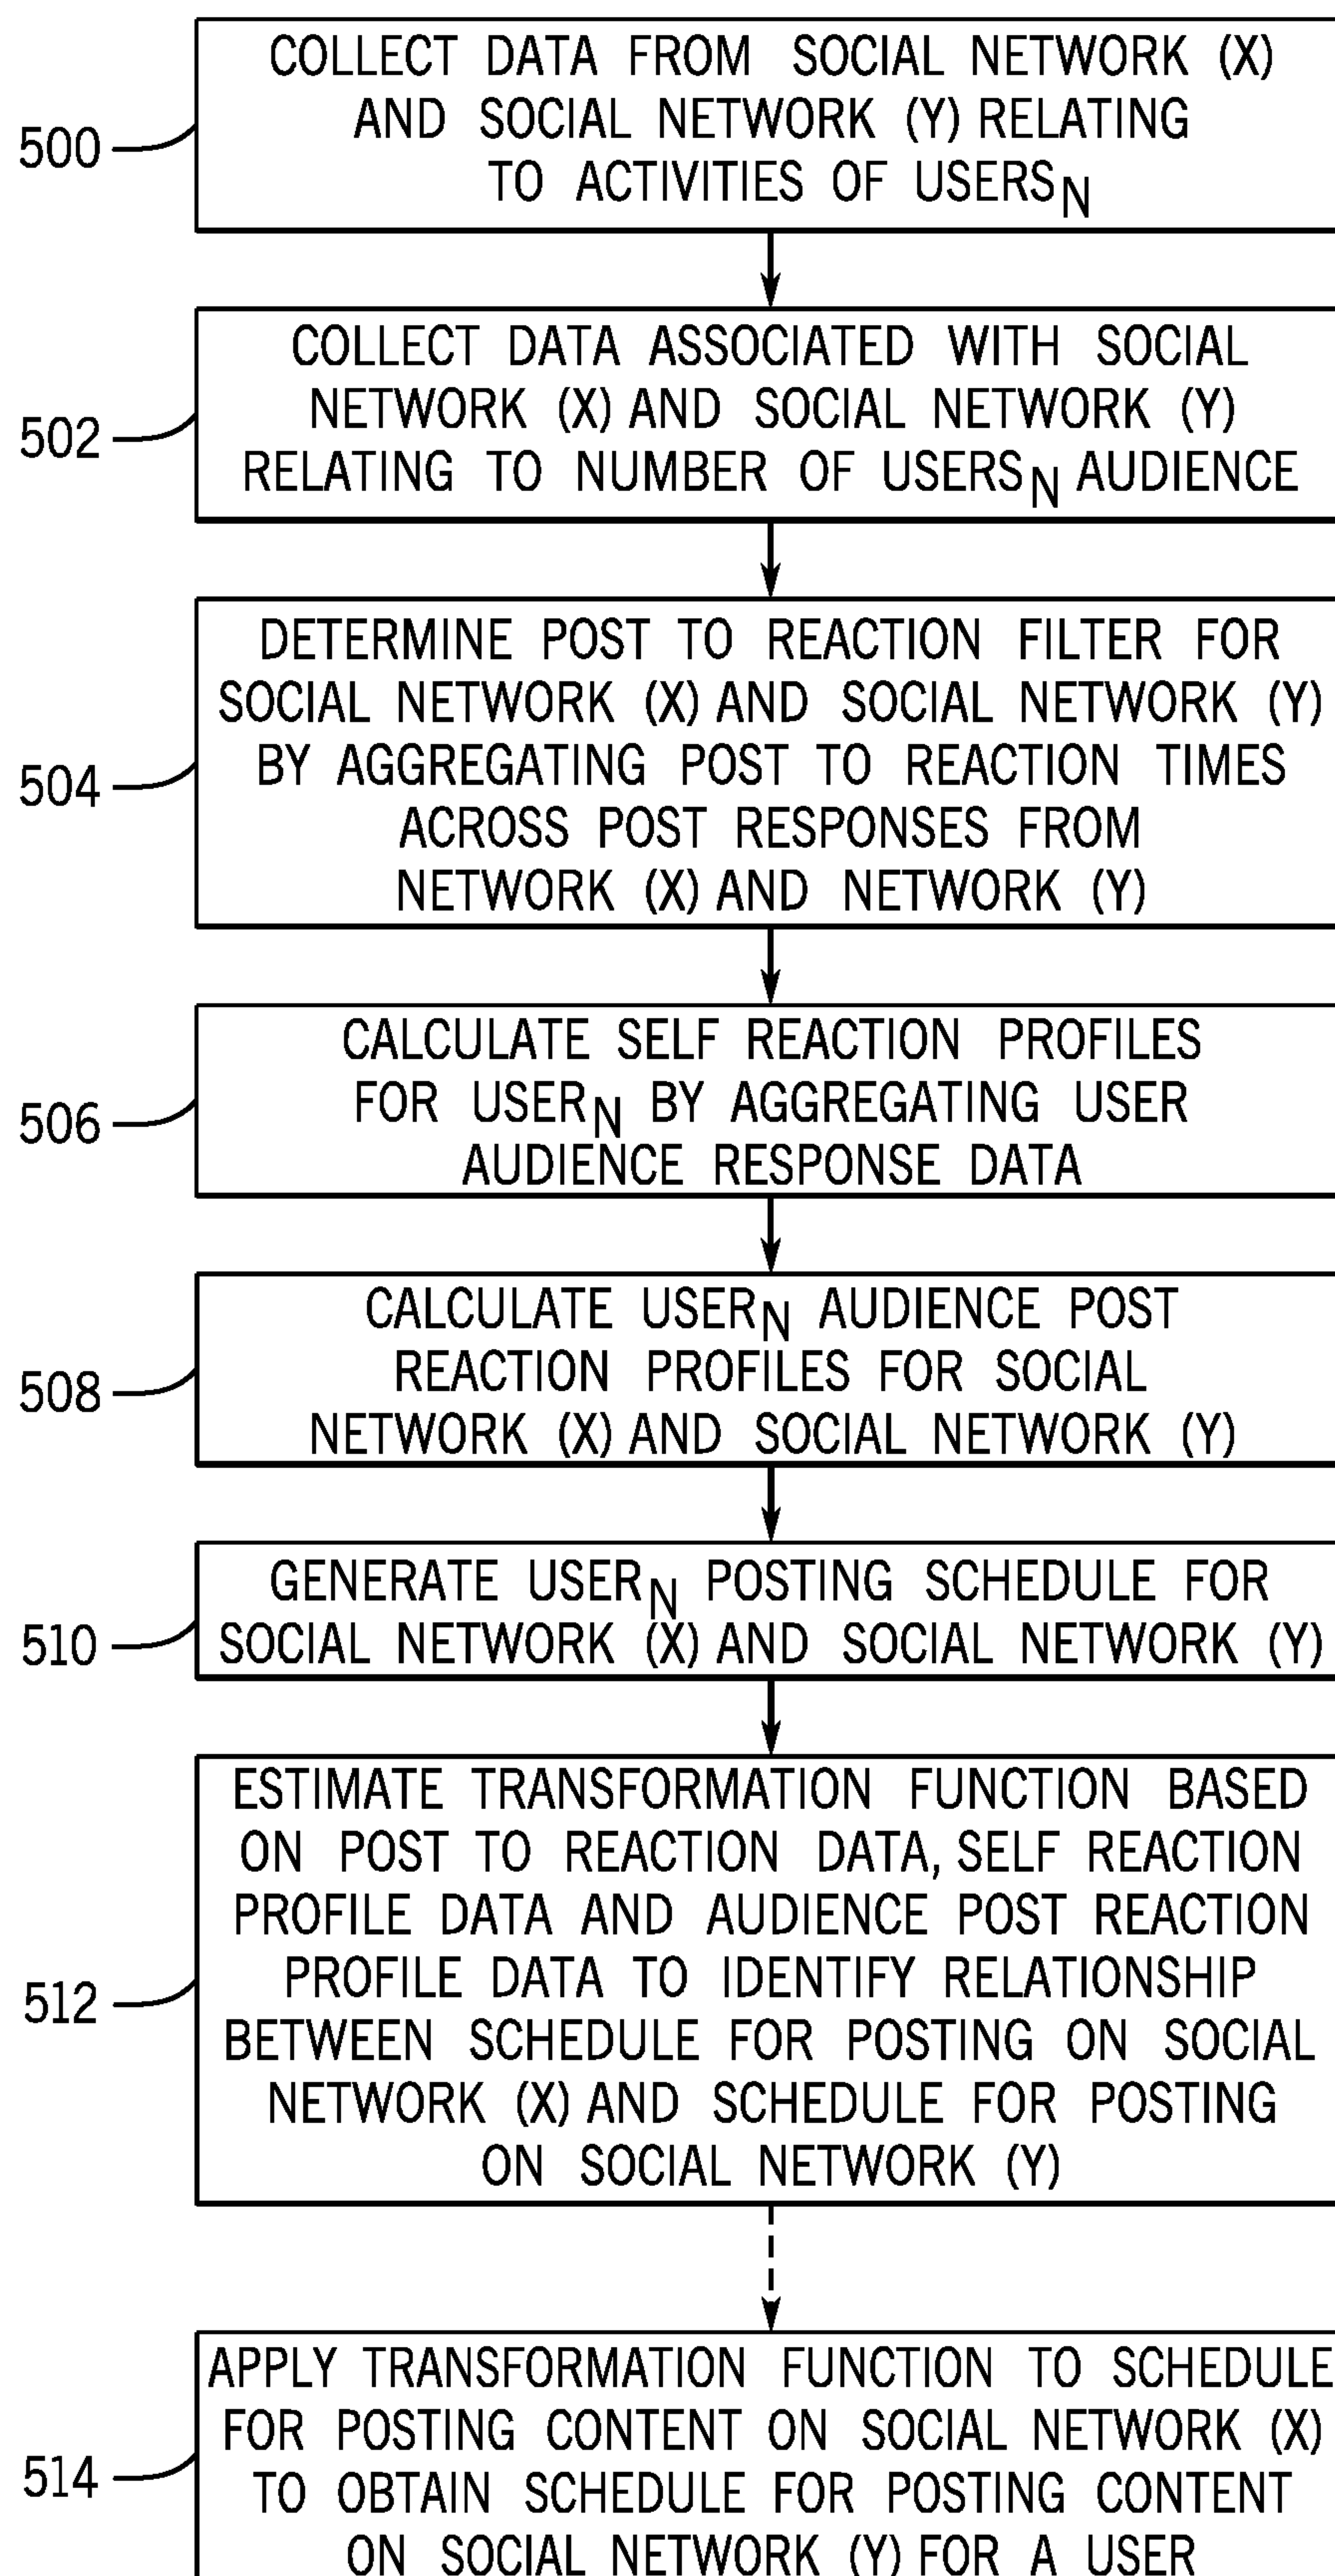 500
COLLECT DATA FROM SOCIAL NETWORK (X)
AND SOCIAL NETWORK (Y) RELATING
TO ACTIVITIES OF USERS_N
502
COLLECT DATA ASSOCIATED WITH SOCIAL
NETWORK (X) AND SOCIAL NETWORK (Y)
RELATING TO NUMBER OF USERS_N AUDIENCE
504
DETERMINE POST TO REACTION FILTER FOR
SOCIAL NETWORK (X) AND SOCIAL NETWORK (Y)
BY AGGREGATING POST TO REACTION TIMES
ACROSS POST RESPONSES FROM
NETWORK (X) AND NETWORK (Y)
506
CALCULATE SELF REACTION PROFILES
FOR USER_N BY AGGREGATING USER
AUDIENCE RESPONSE DATA
508
CALCULATE USER_N AUDIENCE POST
REACTION PROFILES FOR SOCIAL
NETWORK (X) AND SOCIAL NETWORK (Y)
510
GENERATE USER_N POSTING SCHEDULE FOR
SOCIAL NETWORK (X) AND SOCIAL NETWORK (Y)
512
ESTIMATE TRANSFORMATION FUNCTION BASED
ON POST TO REACTION DATA, SELF REACTION
PROFILE DATA AND AUDIENCE POST REACTION
PROFILE DATA TO IDENTIFY RELATIONSHIP
BETWEEN SCHEDULE FOR POSTING ON SOCIAL
NETWORK (X) AND SCHEDULE FOR POSTING
ON SOCIAL NETWORK (Y)
514
APPLY TRANSFORMATION FUNCTION TO SCHEDULE
FOR POSTING CONTENT ON SOCIAL NETWORK (X)
TO OBTAIN SCHEDULE FOR POSTING CONTENT
ON SOCIAL NETWORK (Y) FOR A USER